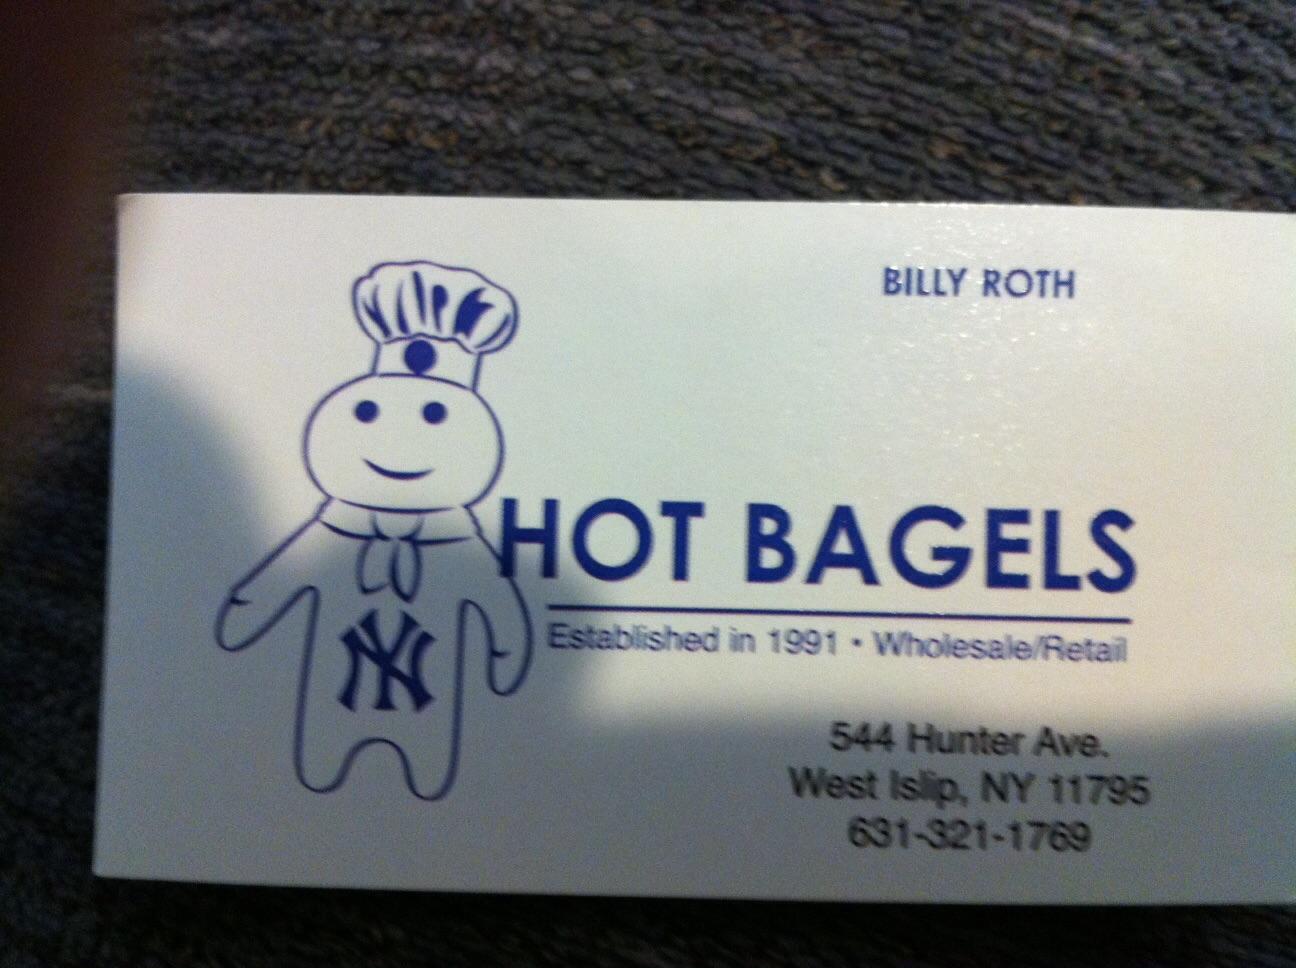 BILLY ROTH
HOT BAGELS
Established in 1991 • Wholesale/Retail
NY
544 Hunter Ave.
West Islip, NY 11795
631-321-1769